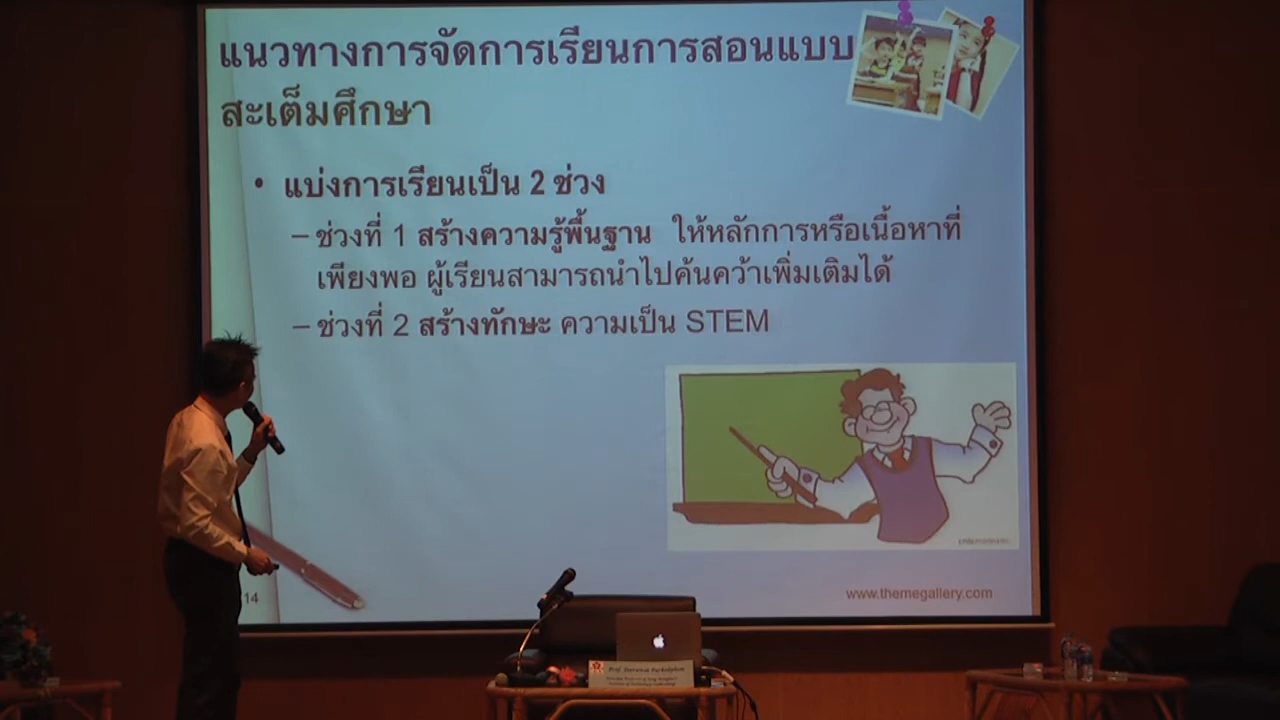 แนวทางการจัดการเรียนการสอนแบบ
สะเต็มศึกษา
• แบ่งการเรียนเป็น 2 ช่วง
– ช่วงที่ 1 สร้างความรู้พื้นฐาน ให้หลักการหรือเนื้อหาที่
เพียงพอ ผู้เรียนสามารถนำไปค้นคว้าเพิ่มเติมได้
– ช่วงที่ 2 สร้างทักษะ ความเป็น STEM
14
www.themegallery.com
Prof.